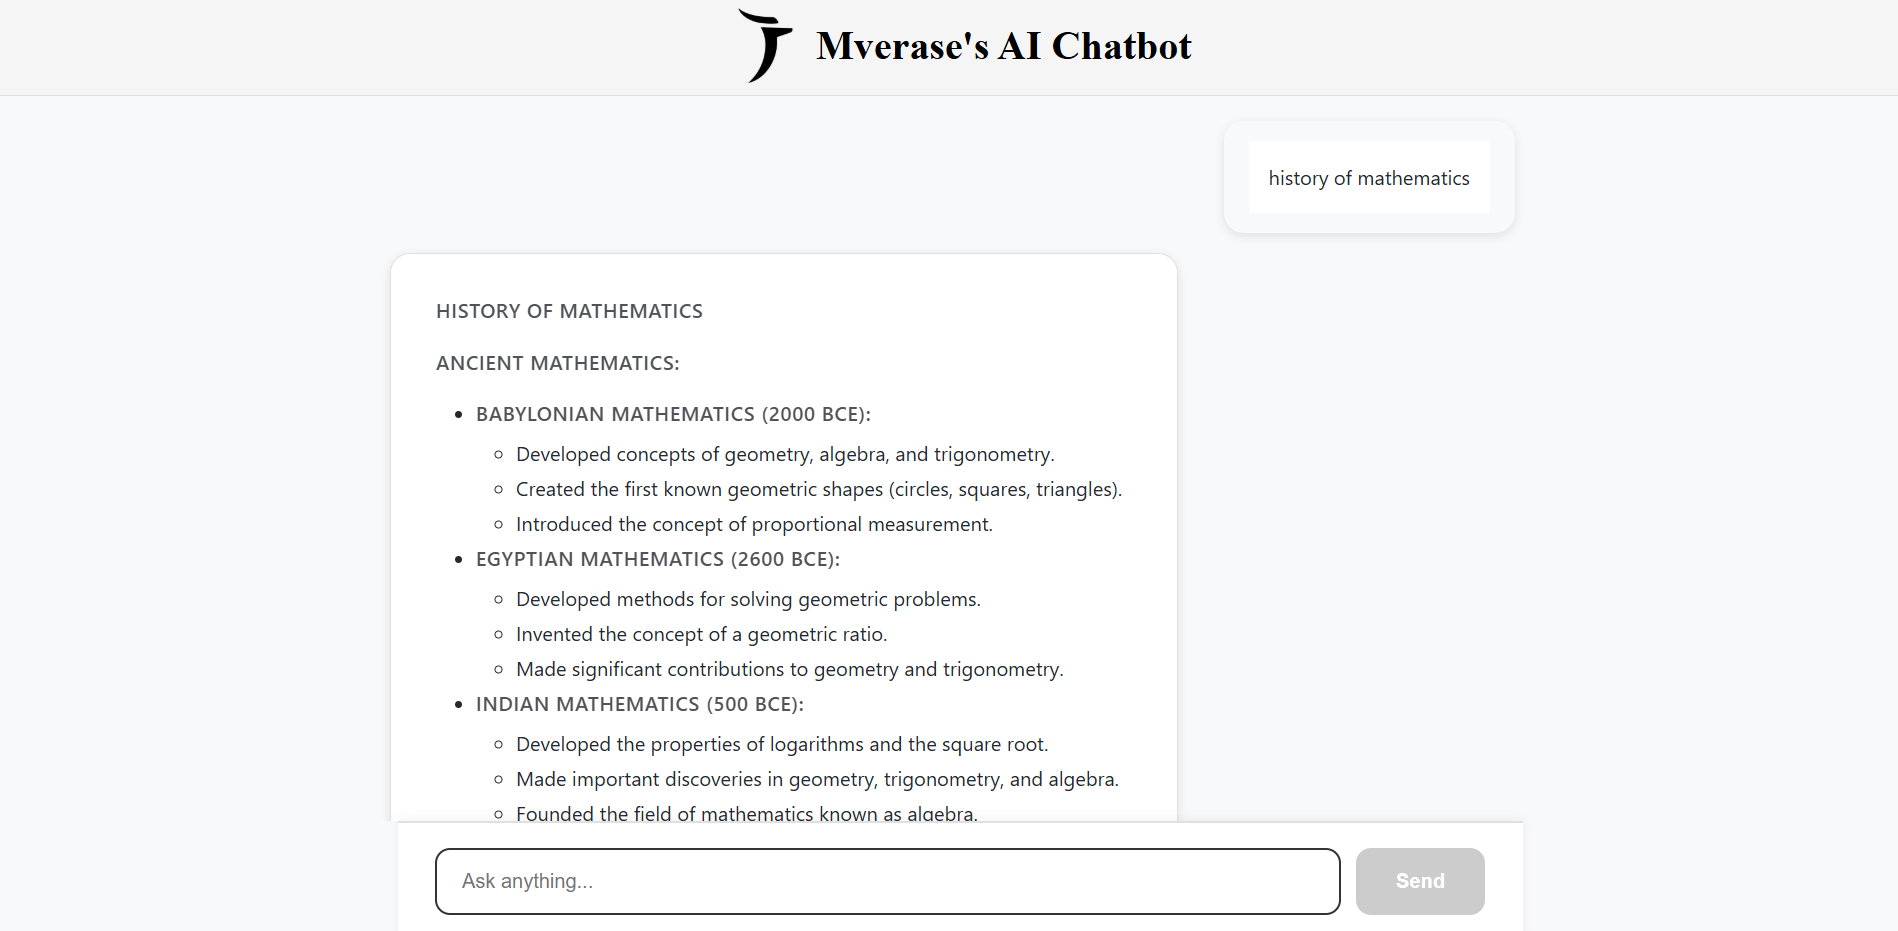 Mverase's AI Chatbot
history of mathematics
HISTORY OF MATHEMATICS
ANCIENT MATHEMATICS:
BABYLONIAN MATHEMATICS (2000 BCE):
Developed concepts of geometry, algebra, and trigonometry.
Created the first known geometric shapes (circles, squares, triangles).
Introduced the concept of proportional measurement.
EGYPTIAN MATHEMATICS (2600 BCE):
Developed methods for solving geometric problems.
Invented the concept of a geometric ratio.
Made significant contributions to geometry and trigonometry.
INDIAN MATHEMATICS (500 BCE):
Developed the properties of logarithms and the square root.
Made important discoveries in geometry, trigonometry, and algebra.
Founded the field of mathematics known as algebra.
Ask anything...
Send